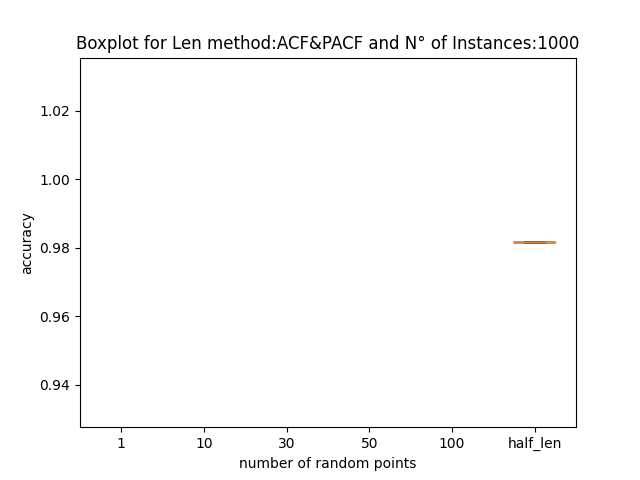 Boxplot for Len method:ACF&PACF and N° of Instances:1000
1.02
1.00
0.98
0.96
0.94
accuracy
1 10 30 50 100 half_len
number of random points